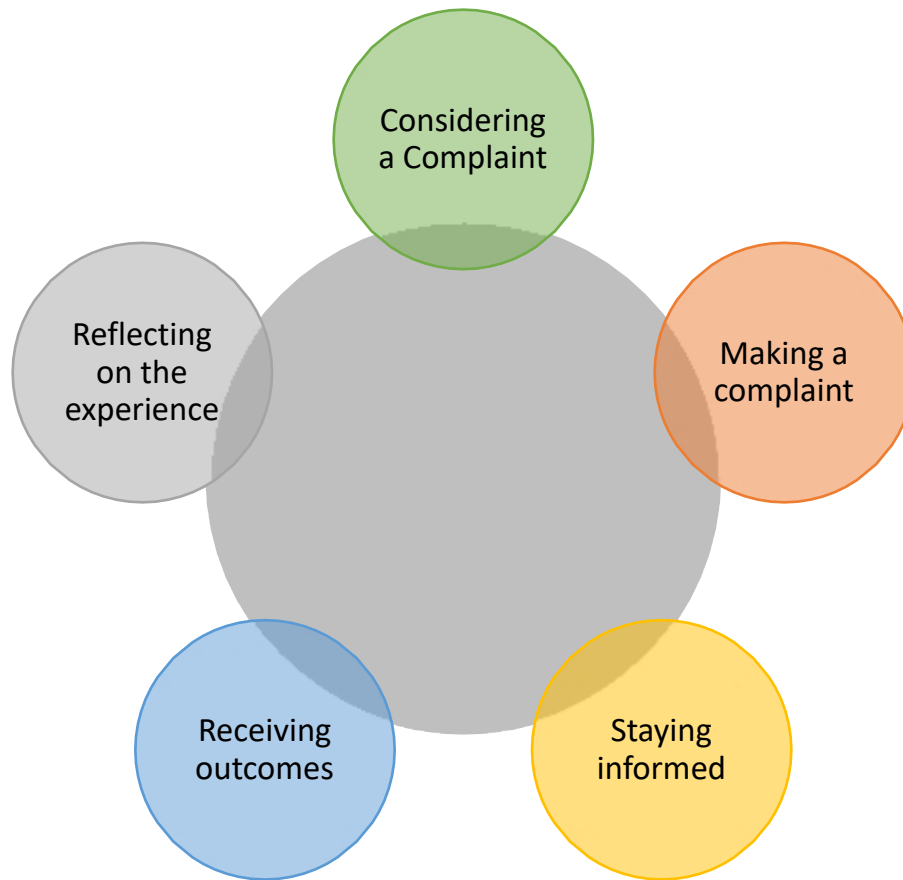 Considering
a Complaint
Making a
complaint
Staying
informed
Receiving
outcomes
Reflecting
on the
experience